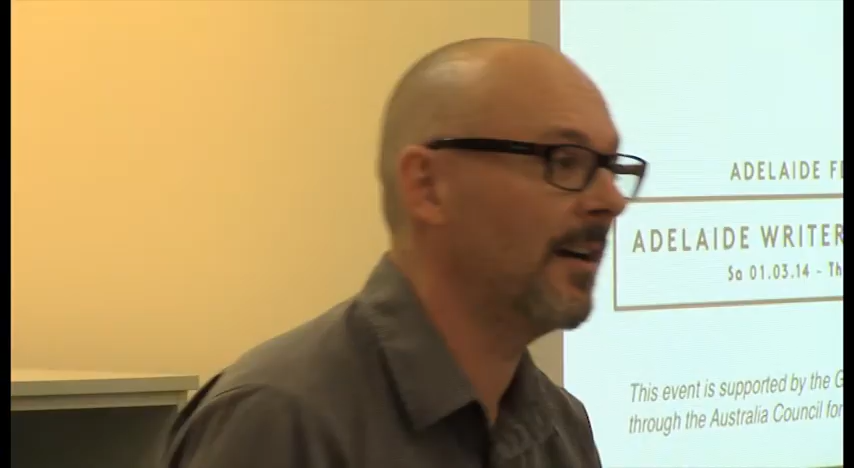 ADELAIDE
ADELAIDE WRITER
Sa 01.03.14 - Th
This event is supported by the
through the Australia Council for